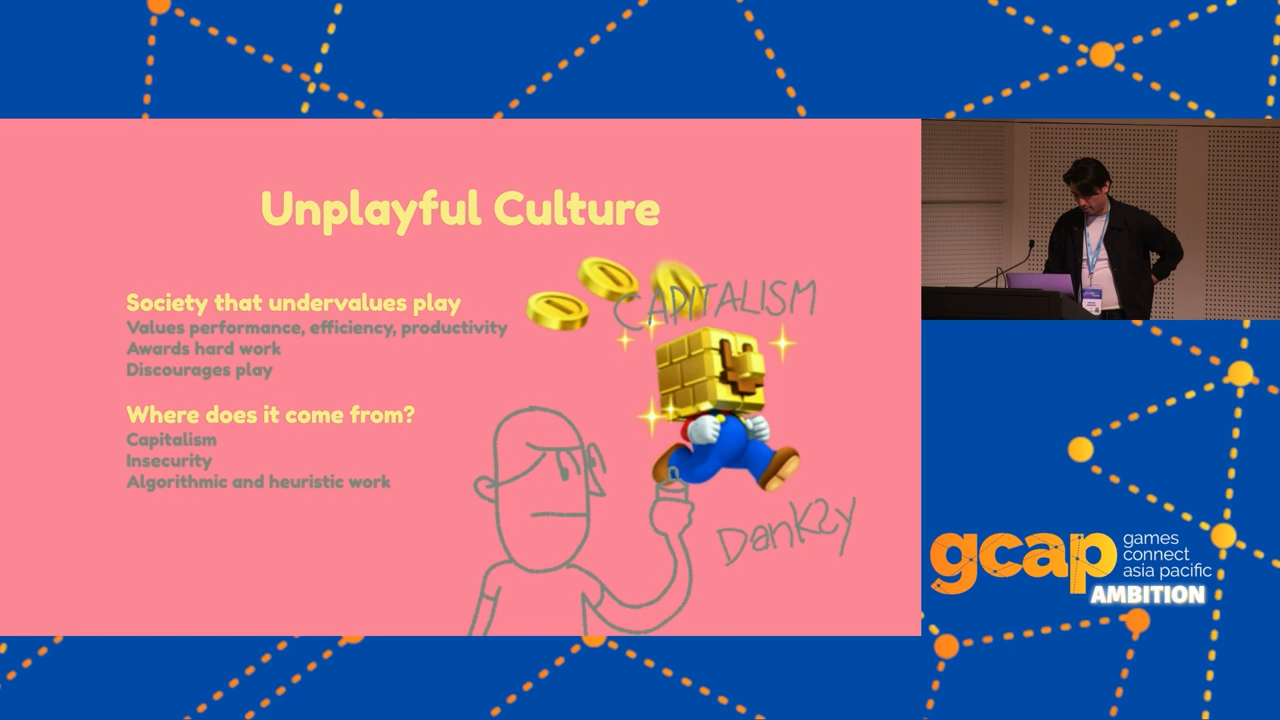 Unplayful Culture
Society that undervalues play
Values performance, efficiency, productivity
Awards hard work
Discourages play
Where does it come from?
Capitalism
Insecurity
Algorithmic and heuristic work
CAPITALISM
DankSy
gcap
games
connect
asia pacific
AMBITION